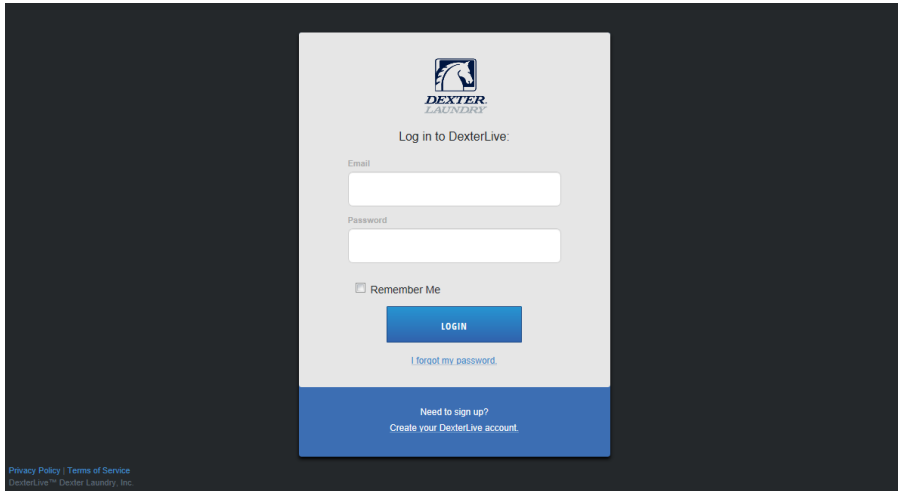 DEXTER
LAUNDRY
Log in to DexterLive:
Email
Password
Remember Me
LOGIN
I forgot my password.
Need to sign up?
Create your DexterLive account.
Privacy Policy | Terms of Service
DexterLive™ Dexter Laundry, Inc.